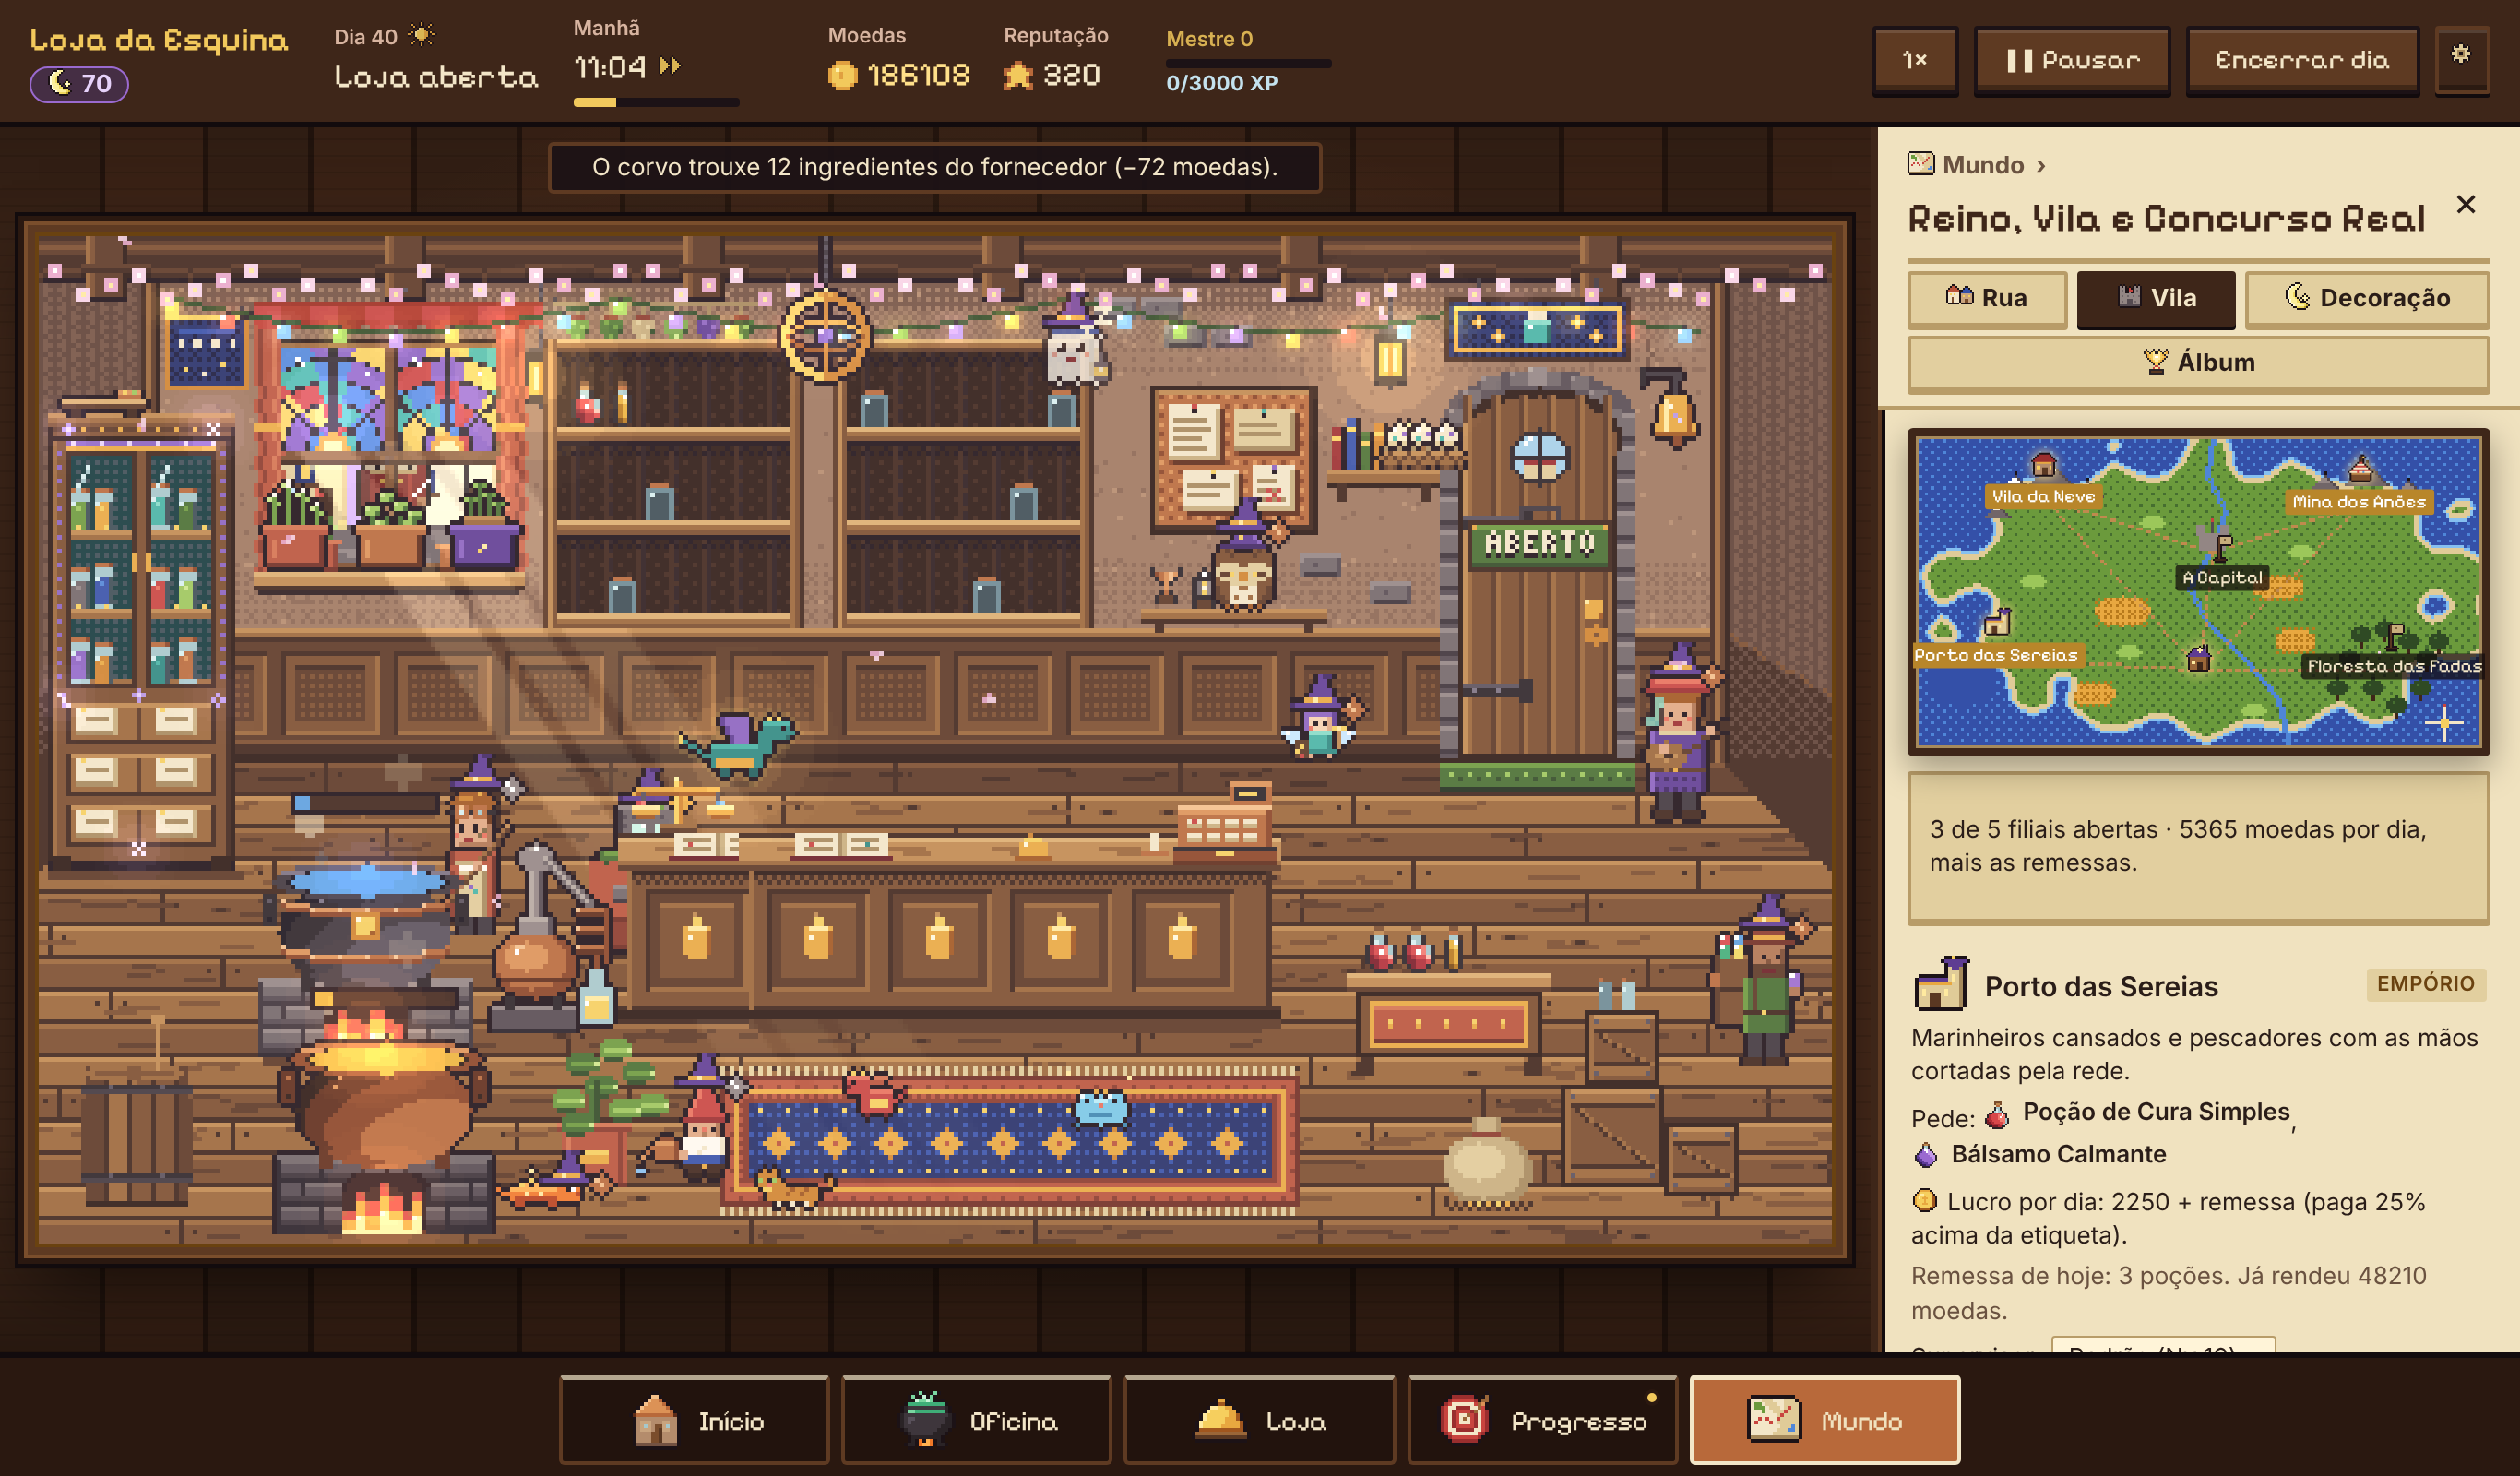 Loja da Esquina
70
Dia 40
Loja aberta
Manhã
11:04
Moedas
186108
Reputação
320
Mestre 0
0/3000 XP
1×
Pausar
Encerrar dia
O corvo trouxe 12 ingredientes do fornecedor (−72 moedas).
ABERTO
Mundo ›
Reino, Vila e Concurso Real
×
Rua
Vila
Decoração
Álbum
Vila da Neve
Mina dos Anões
A Capital
Porto das Sereias
Floresta das Fadas
3 de 5 filiais abertas · 5365 moedas por dia,
mais as remessas.
Porto das Sereias
EMPÓRIO
Marinheiros cansados e pescadores com as mãos
cortadas pela rede.
Pede: Poção de Cura Simples,
Bálsamo Calmante
Lucro por dia: 2250 + remessa (paga 25%
acima da etiqueta).
Remessa de hoje: 3 poções. Já rendeu 48210
moedas.
Início
Oficina
Loja
Progresso
Mundo